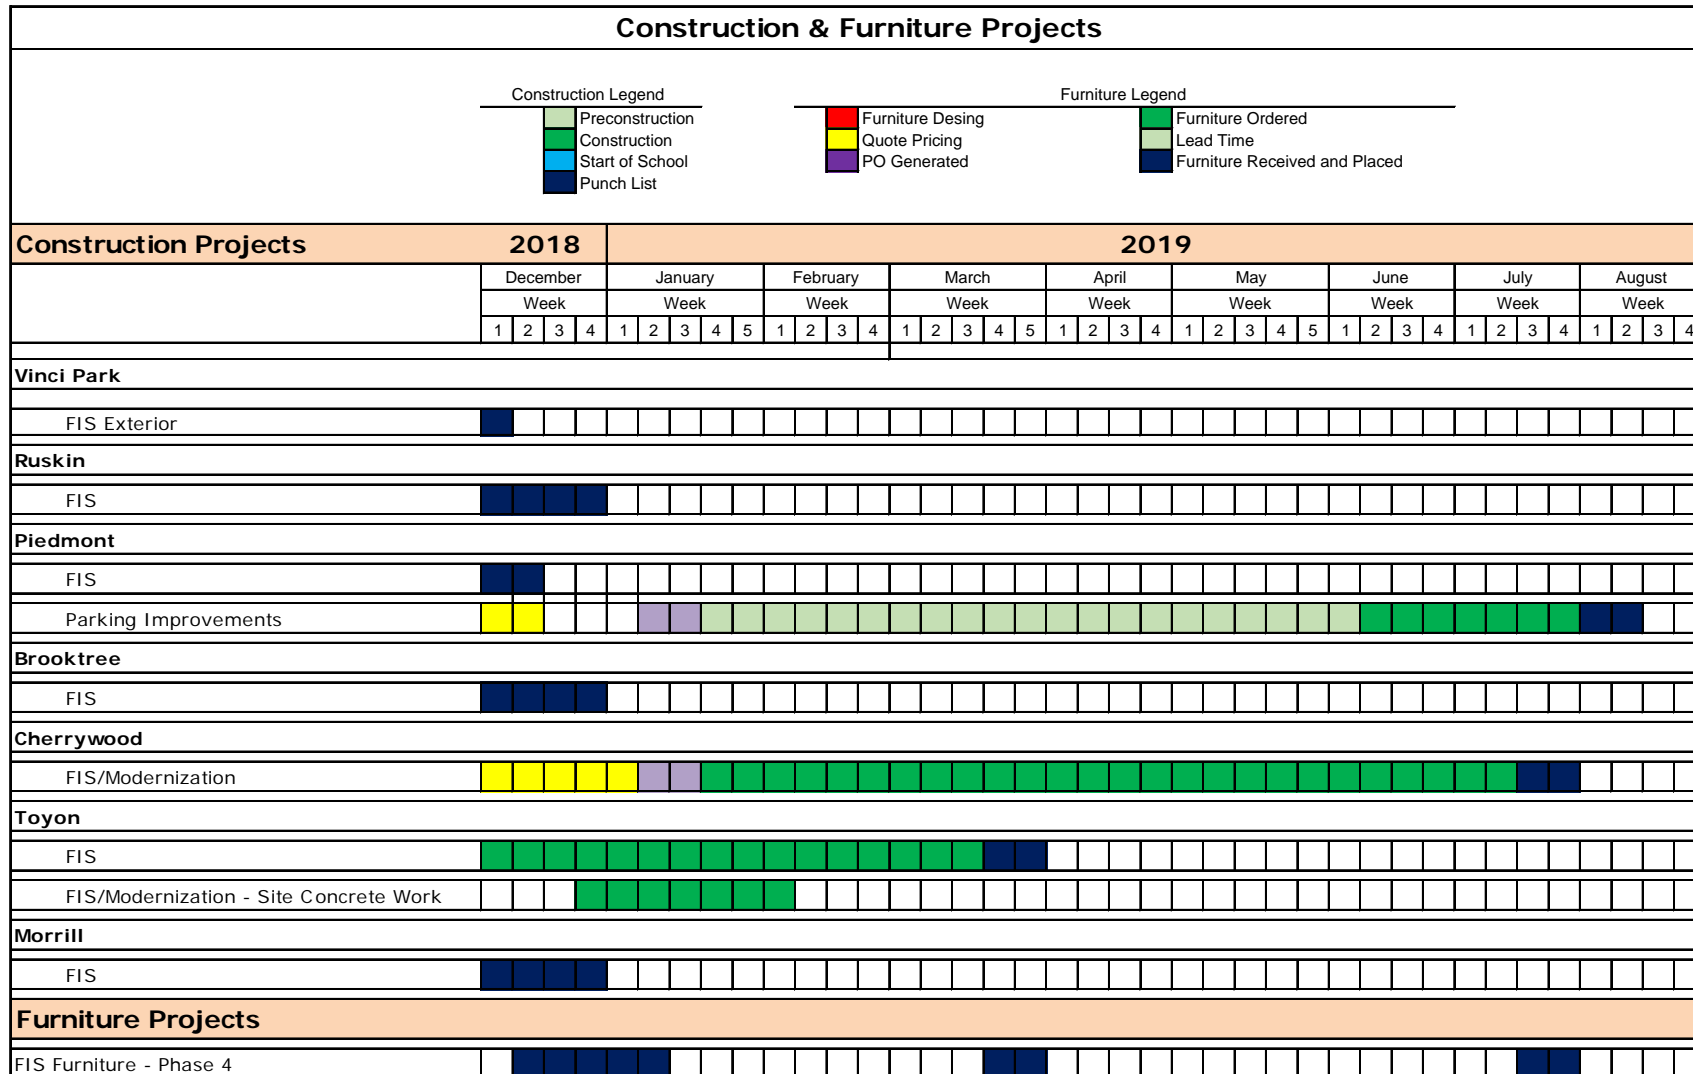 Construction & Furniture Projects
Construction Legend
Furniture Legend
Preconstruction
Furniture Desing
Furniture Ordered
Construction
Quote Pricing
Lead Time
Start of School
PO Generated
Furniture Received and Placed
Punch List
Construction Projects 2018 2019
December January February March April May June July August
Week Week Week Week Week Week Week Week Week
1 2 3 4 1 2 3 4 5 1 2 3 4 1 2 3 4 5 1 2 3 4 1 2 3 4 5 1 2 3 4 1 2 3 4 1 2 3 4
Vinci Park
FIS Exterior
Ruskin
FIS
Piedmont
FIS
Parking Improvements
Brooktree
FIS
Cherrywood
FIS/Modernization
Toyon
FIS
FIS/Modernization - Site Concrete Work
Morrill
FIS
Furniture Projects
FIS Furniture - Phase 4